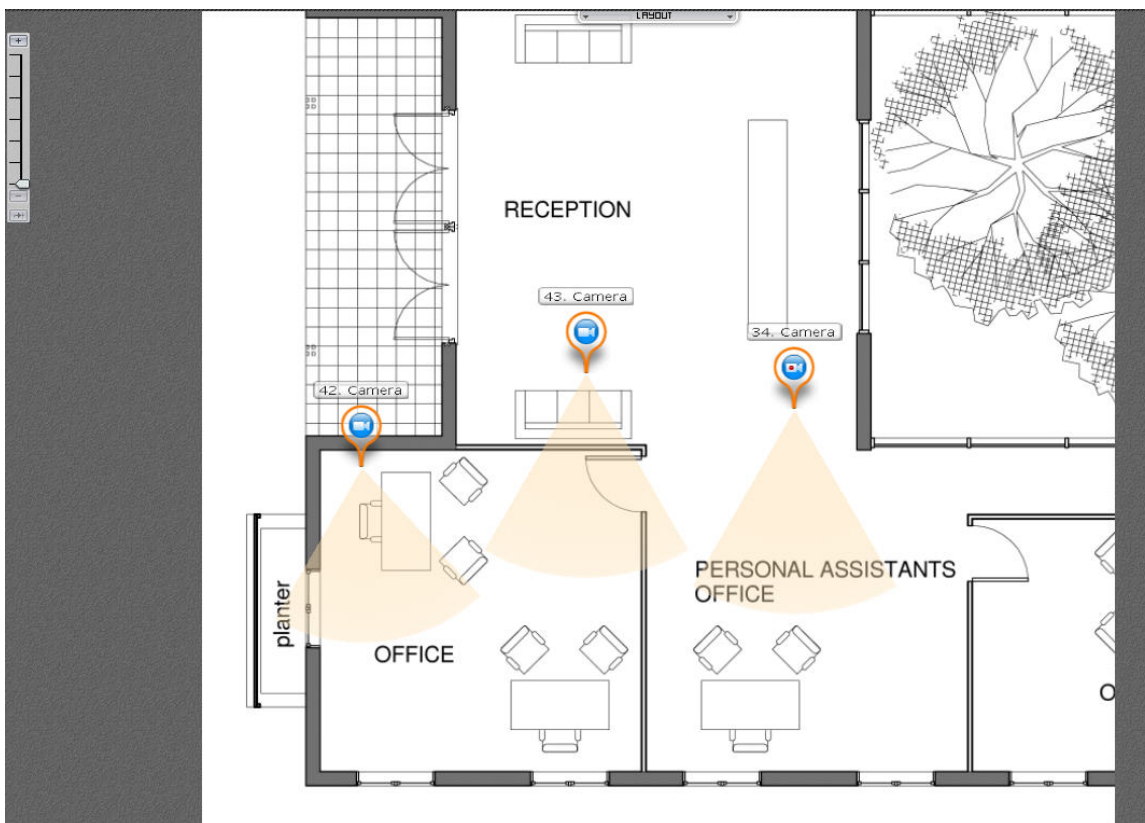 LAYOUT
RECEPTION
43. Camera
34. Camera
42. Camera
PERSONAL ASSISTANTS
OFFICE
planter
OFFICE
O